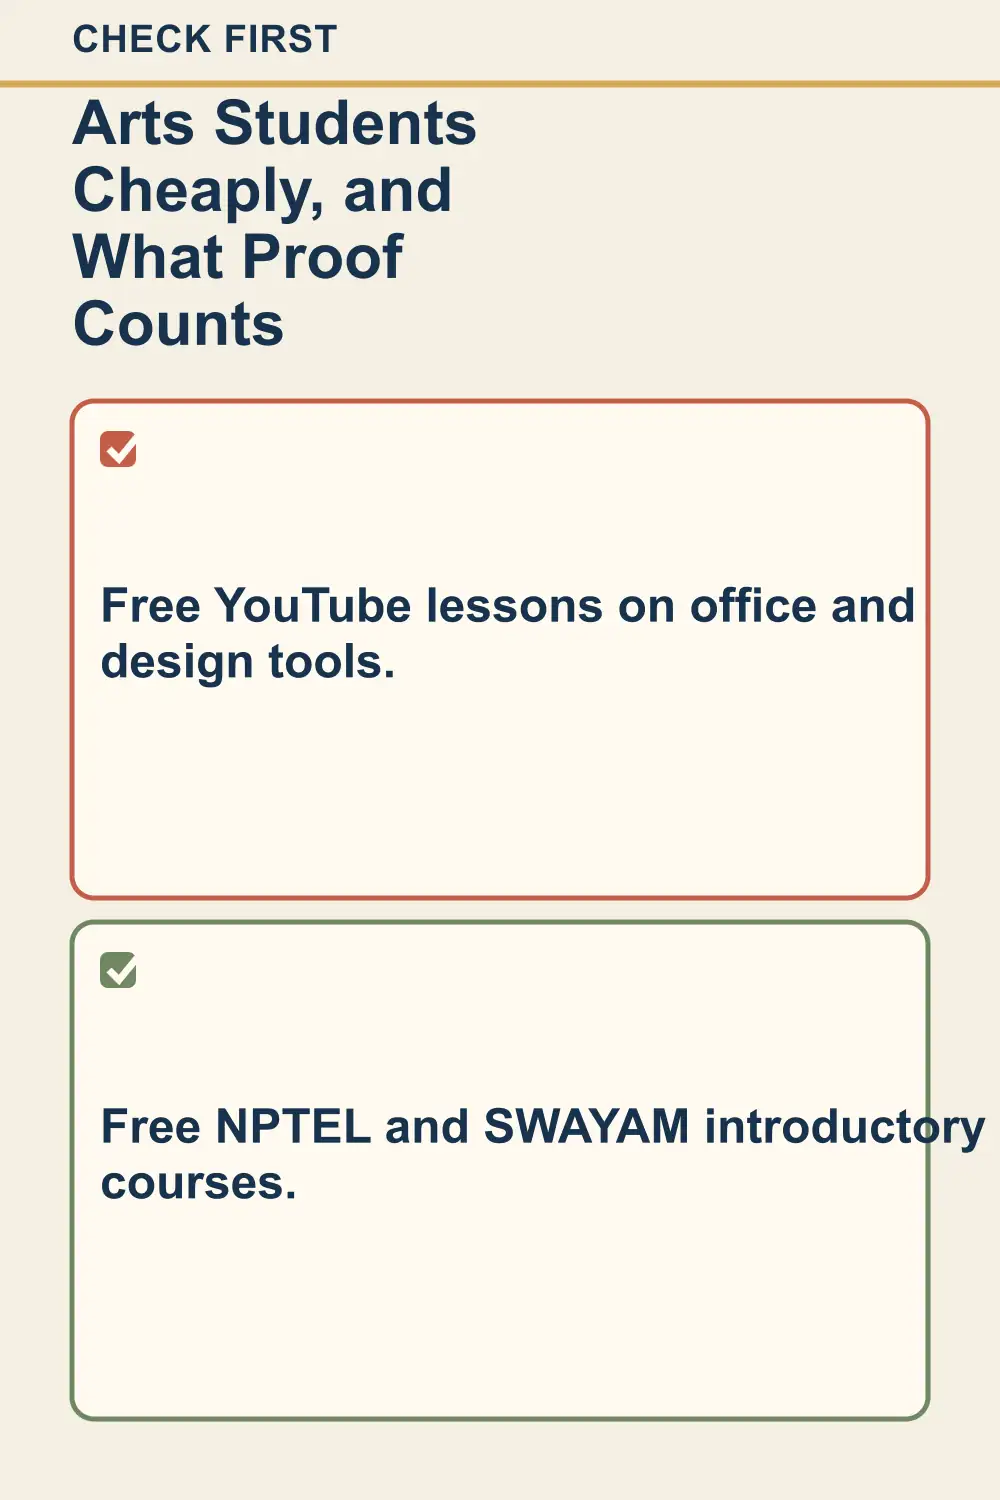 CHECK FIRST
Arts Students
Cheaply, and
What Proof
Counts
Free YouTube lessons on office and
design tools.
Free NPTEL and SWAYAM introductory
courses.